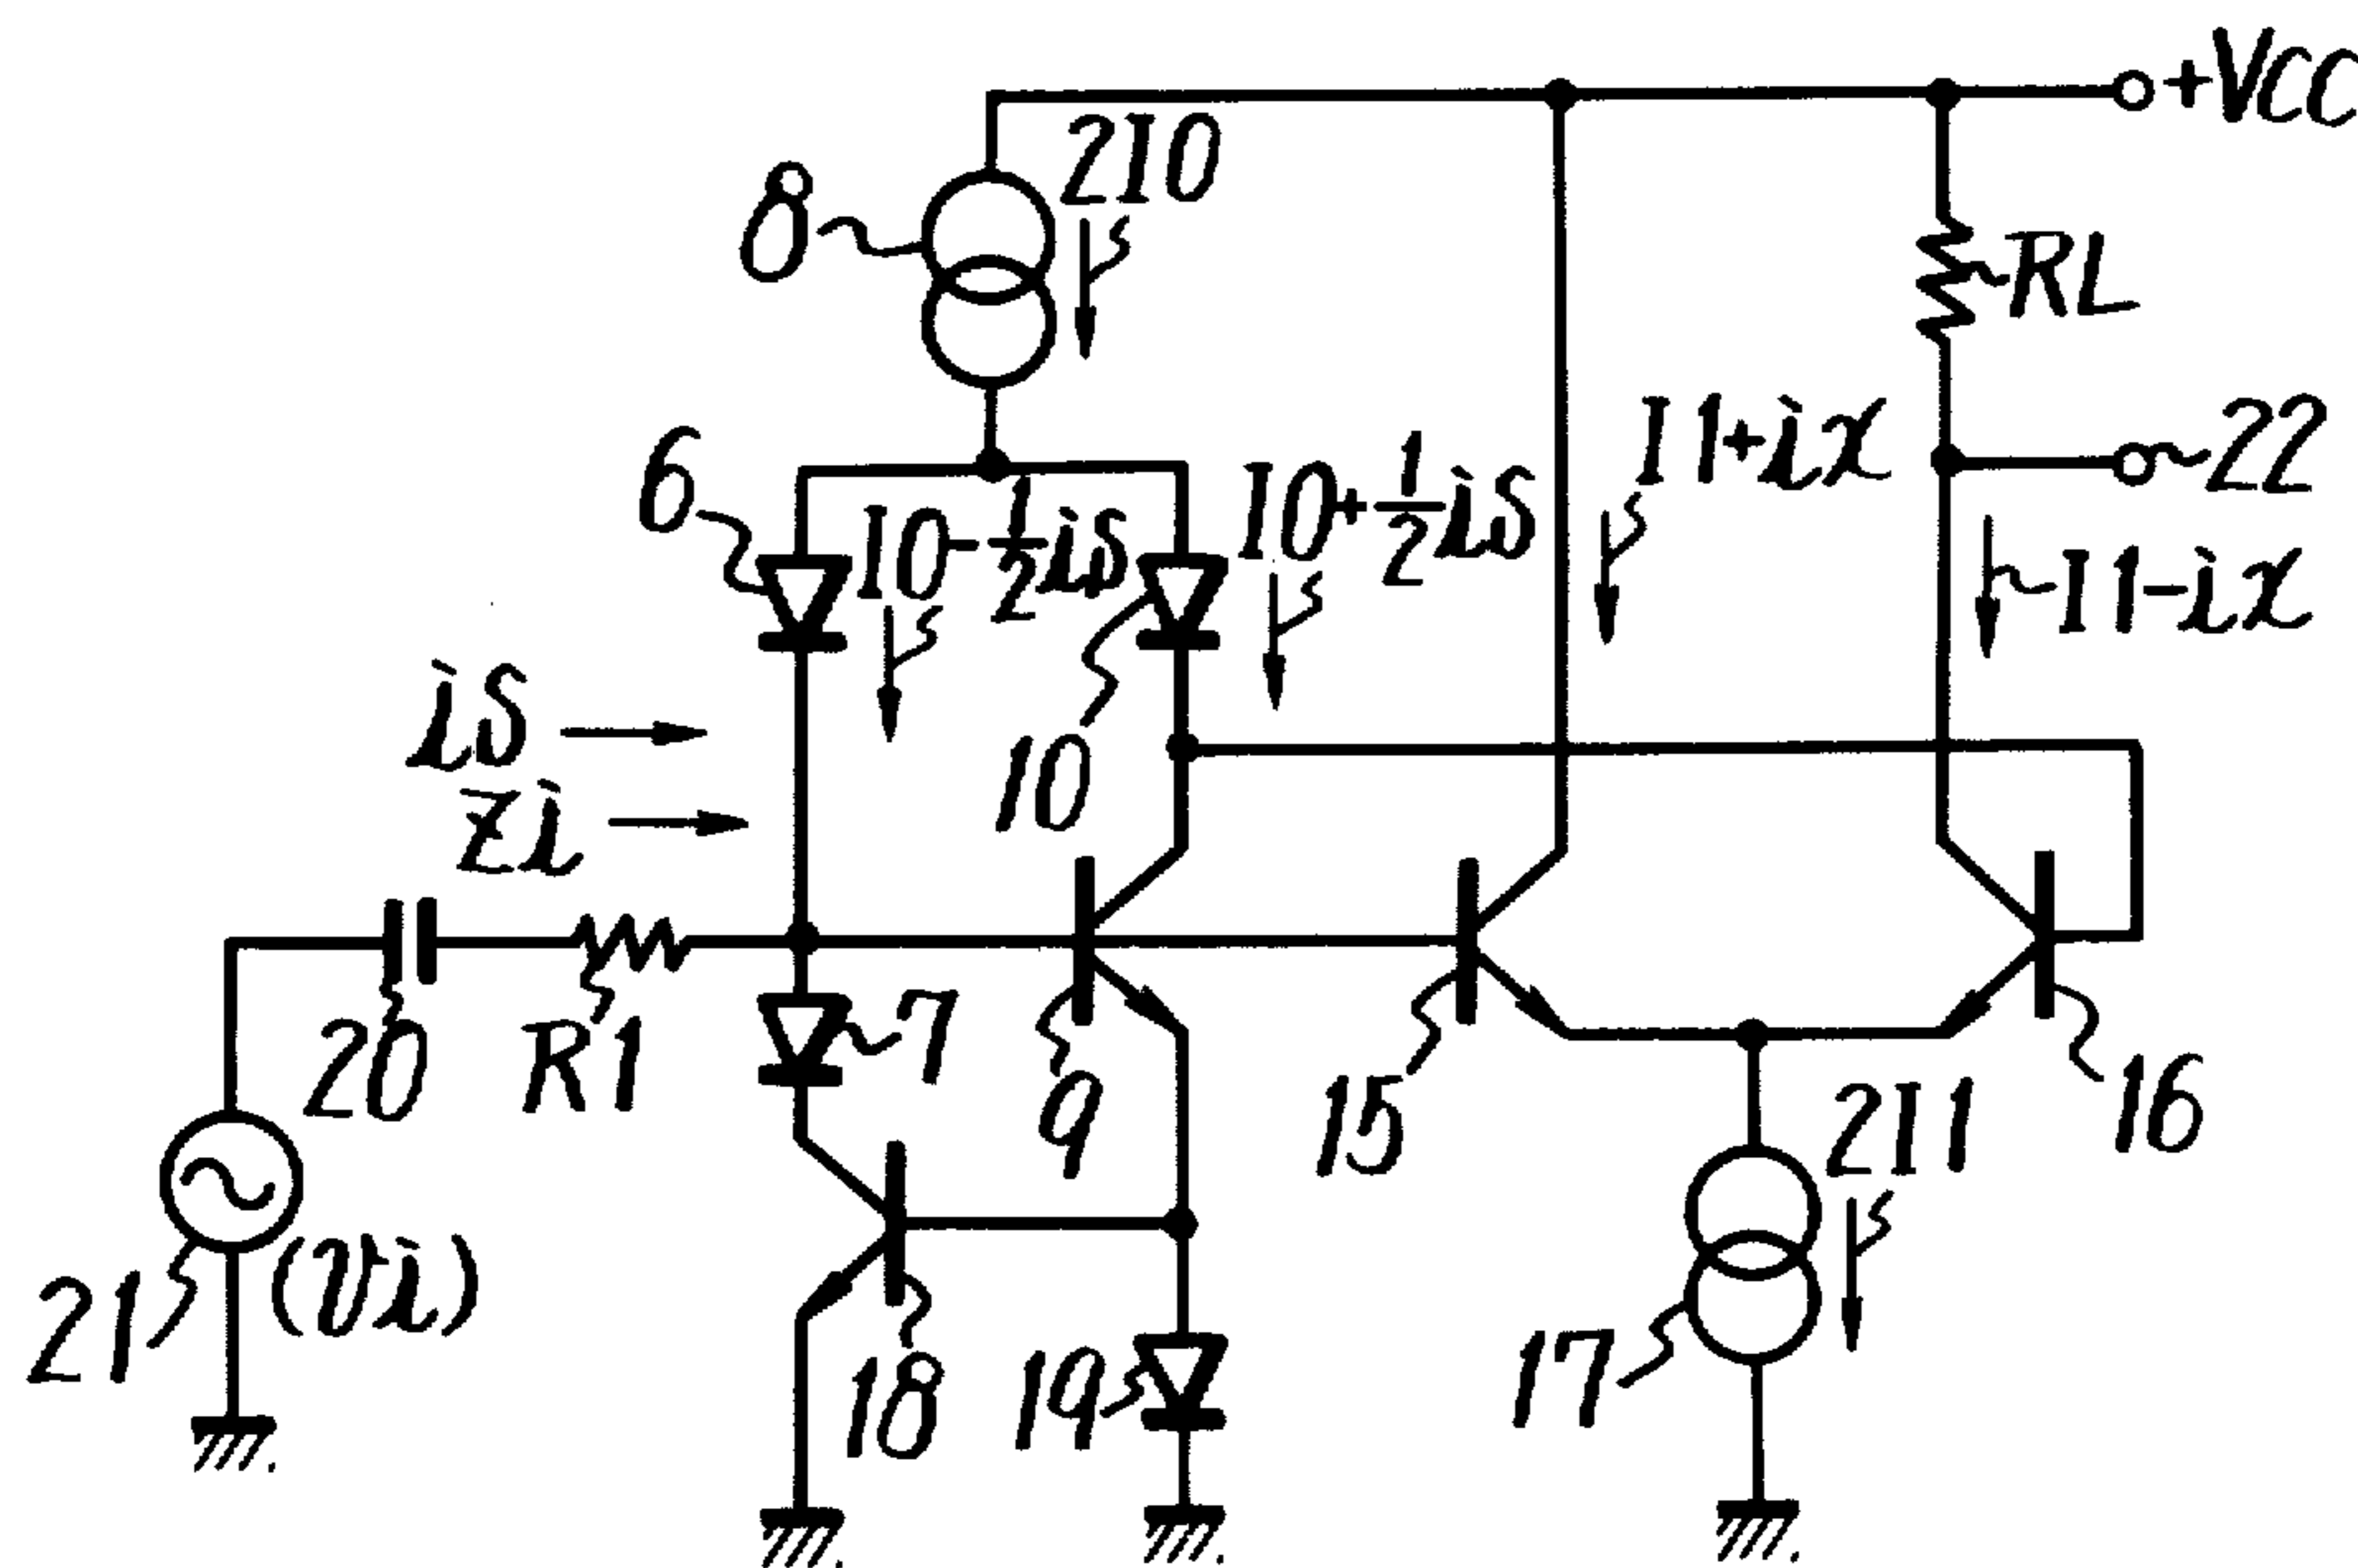 +VCC
2I0
8
RL
6
I0-1/2iS
I0+1/2iS
I1+iX
22
I1-iX
iS
10
Zi
20
R1
7
9
15
16
2I1
21
(Vi)
18
19
17